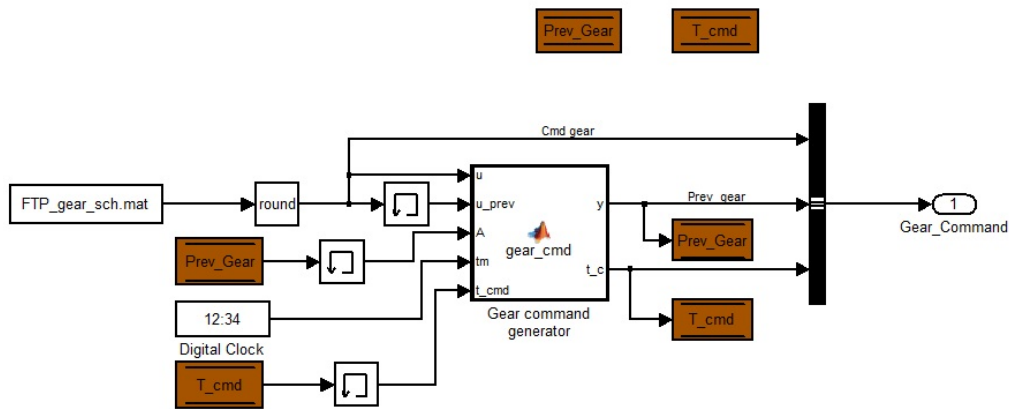 Prev_Gear
T_cmd
Cmd gear
FTP_gear_sch.mat
round
u
u_prev
A
tm
t_cmd
gear_cmd
y
t_c
Prev_gear
1
Gear_Command
Prev_Gear
Prev_Gear
12:34
Digital Clock
Gear command
generator
T_cmd
T_cmd